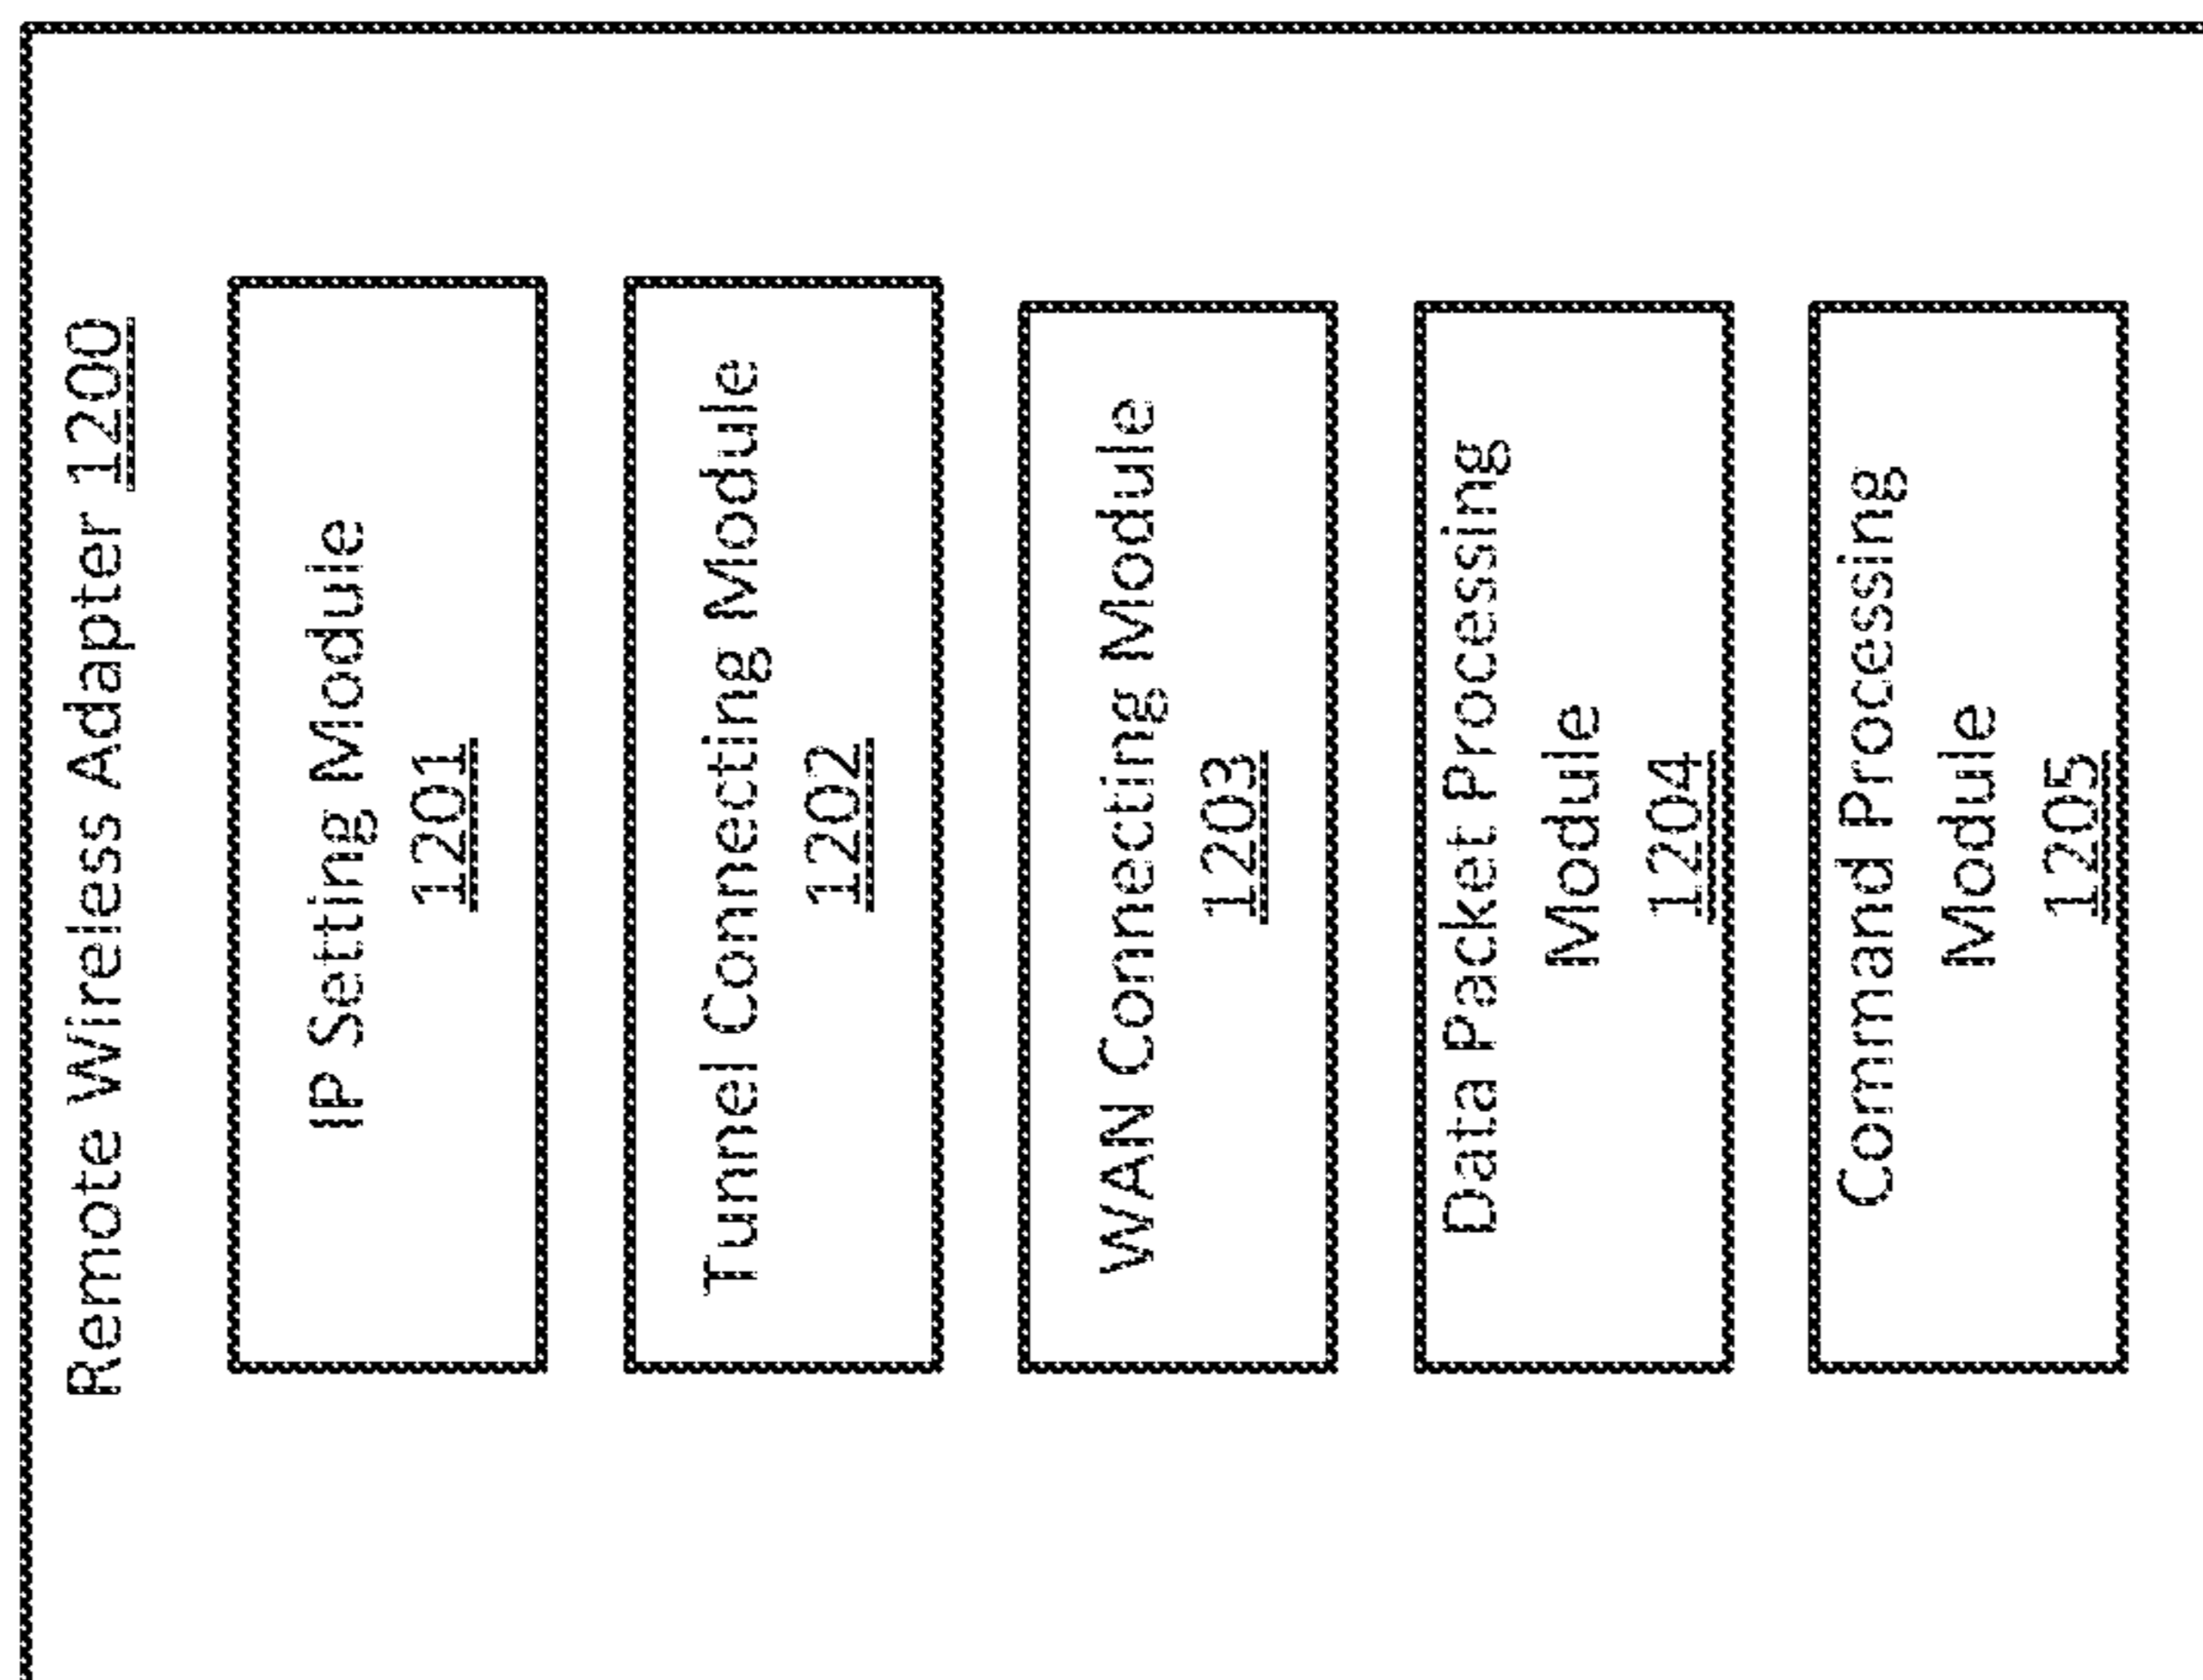 Remote Wireless Adapter 1200
IP Setting Module
1201
Tunnel Connecting Module
1202
WAN Connecting Module
1203
Data Packet Processing
Module
1204
Command Processing
Module
1205